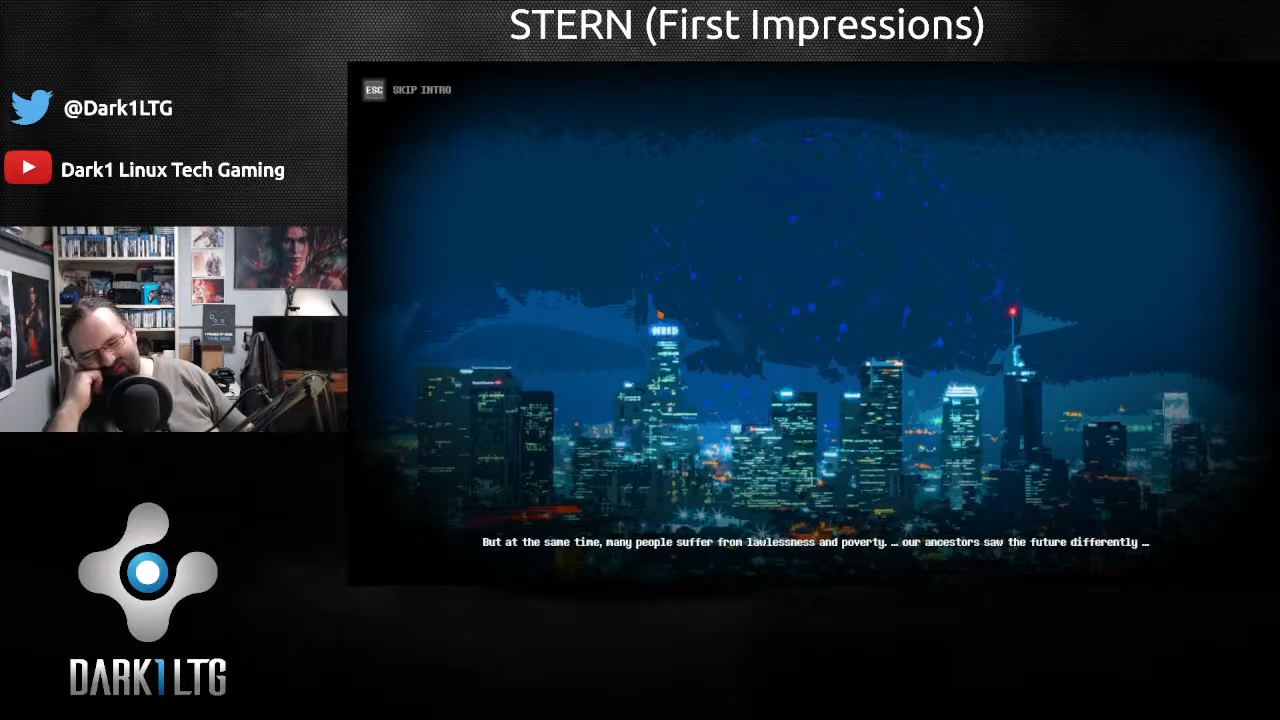 STERN (First Impressions)
ESC SKIP INTRO
@Dark1LTG
Dark1 Linux Tech Gaming
But at the same time, many people suffer from lawlessness and poverty. … our ancestors saw the future differently …
DARK1LTG